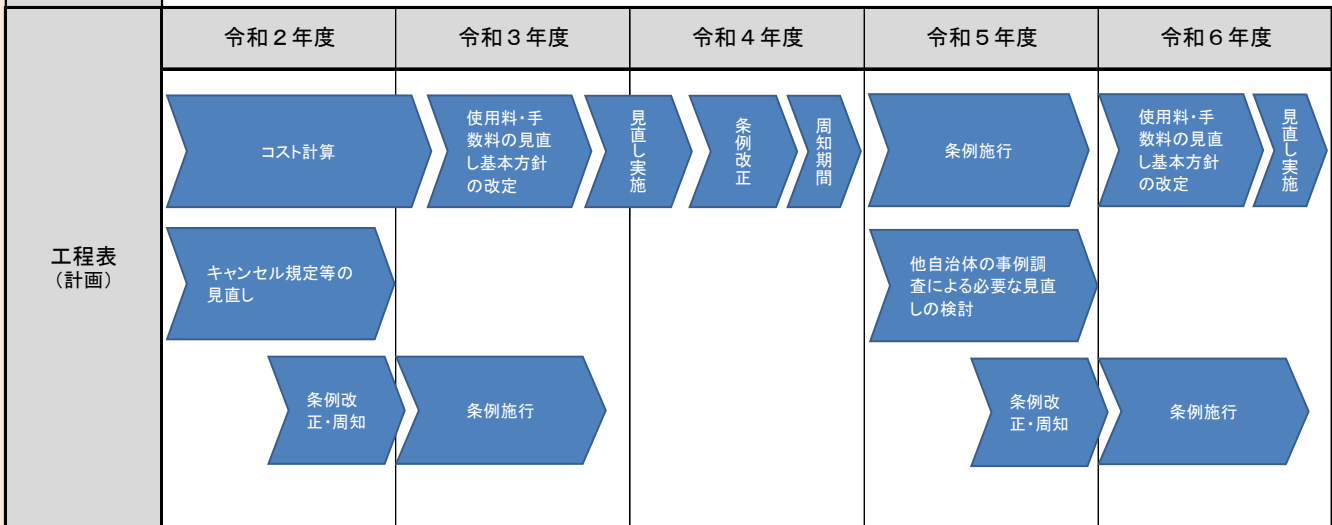 令和２年度
令和３年度
令和４年度
令和５年度
令和６年度
工程表
（計画）
コスト計算
使用料・手
数料の見直
し基本方針
の改定
見直し実施
条例改正
周知期間
条例施行
使用料・手
数料の見直
し基本方針
の改定
見直し実施
キャンセル規定等の
見直し
他自治体の事例調
査による必要な見直
しの検討
条例改
正・周知
条例施行
条例改
正・周知
条例施行